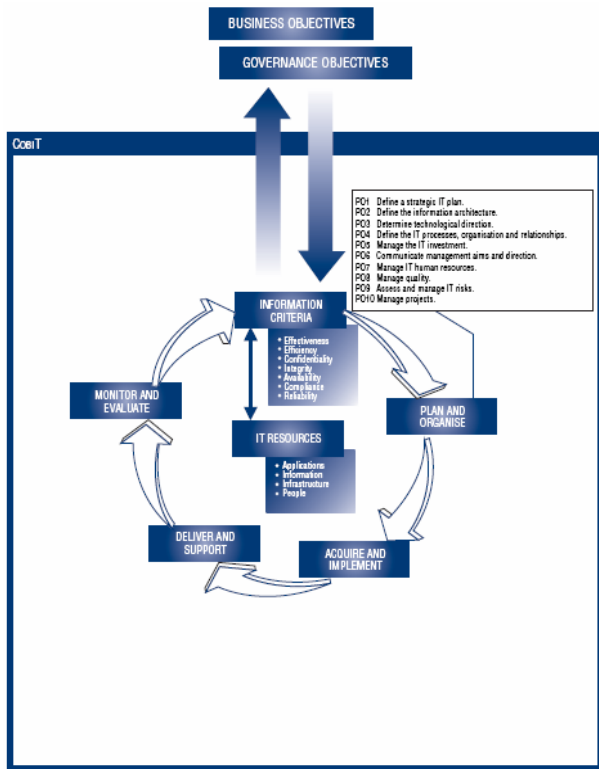 BUSINESS OBJECTIVES
GOVERNANCE OBJECTIVES
COBIT
PO1 Define a strategic IT plan.
PO2 Define the information architecture.
PO3 Determine technological direction.
PO4 Define the IT processes, organisation and relationships.
PO5 Manage the IT investment.
PO6 Communicate management aims and direction.
PO7 Manage IT human resources.
PO8 Manage quality.
PO9 Assess and manage IT risks.
PO10 Manage projects.
INFORMATION
CRITERIA
• Effectiveness
• Efficiency
• Confidentiality
• Integrity
• Availability
• Compliance
• Reliability
MONITOR AND
EVALUATE
PLAN AND
ORGANISE
IT RESOURCES
• Applications
• Information
• Infrastructure
• People
DELIVER AND
SUPPORT
ACQUIRE AND
IMPLEMENT